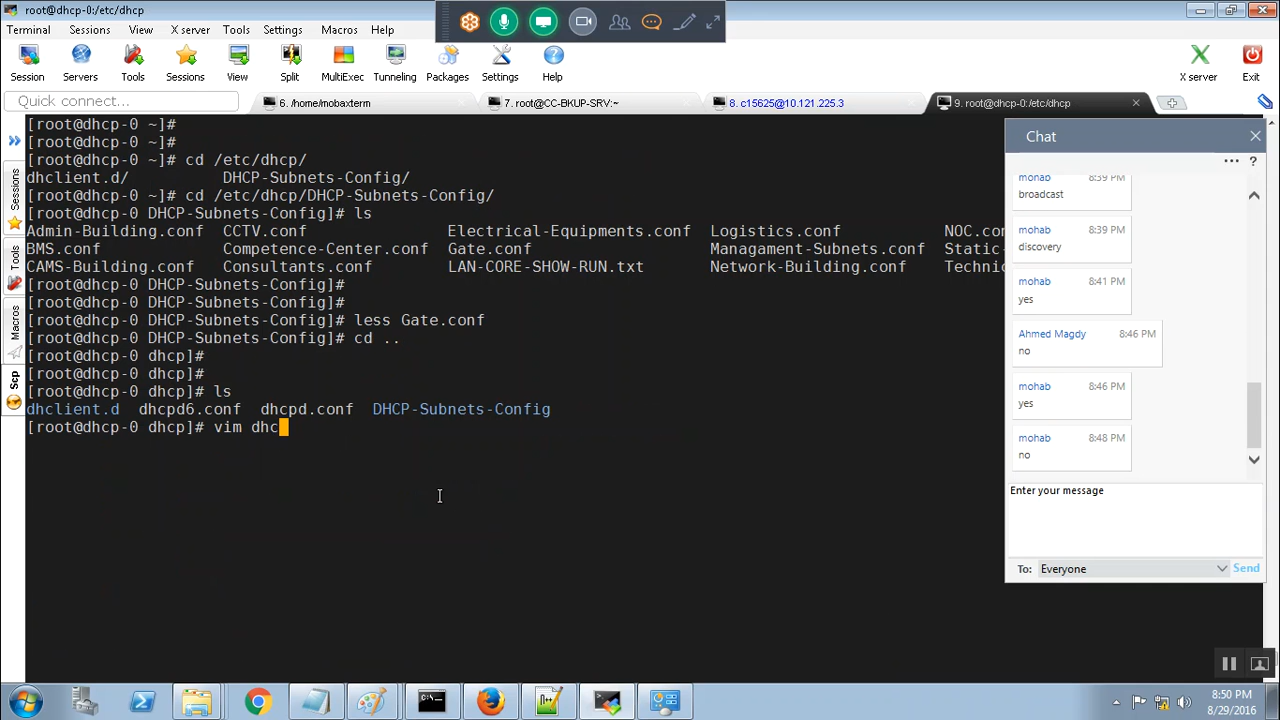 root@dhcp-0:/etc/dhcp
Terminal Sessions View X server Tools Settings Macros Help
Session Servers Tools Sessions View Split MultiExec Tunneling Packages Settings Help X server Exit
Quick connect...
6. /home/mobaxterm
7. root@CC-BKUP-SRV:~
8. c15625@10.121.225.3
9. root@dhcp-0:/etc/dhcp
Sessions
Tools
Macros
Scp
[root@dhcp-0 ~]#
[root@dhcp-0 ~]#
[root@dhcp-0 ~]# cd /etc/dhcp/
dhclient.d/ DHCP-Subnets-Config/
[root@dhcp-0 ~]# cd /etc/dhcp/DHCP-Subnets-Config/
[root@dhcp-0 DHCP-Subnets-Config]# ls
Admin-Building.conf CCTV.conf Electrical-Equipments.conf Logistics.conf NOC.con
BMS.conf Competence-Center.conf Gate.conf Managament-Subnets.conf Static-
CAMS-Building.conf Consultants.conf LAN-CORE-SHOW-RUN.txt Network-Building.conf Technic
[root@dhcp-0 DHCP-Subnets-Config]#
[root@dhcp-0 DHCP-Subnets-Config]#
[root@dhcp-0 DHCP-Subnets-Config]# less Gate.conf
[root@dhcp-0 DHCP-Subnets-Config]# cd ..
[root@dhcp-0 dhcp]#
[root@dhcp-0 dhcp]#
[root@dhcp-0 dhcp]# ls
dhclient.d dhcpd6.conf dhcpd.conf DHCP-Subnets-Config
[root@dhcp-0 dhcp]# vim dhc
Chat
mohab 8:39 PM
broadcast
mohab 8:39 PM
discovery
mohab 8:41 PM
yes
Ahmed Magdy 8:46 PM
no
mohab 8:46 PM
yes
mohab 8:48 PM
no
Enter your message
To: Everyone Send
8:50 PM
8/29/2016